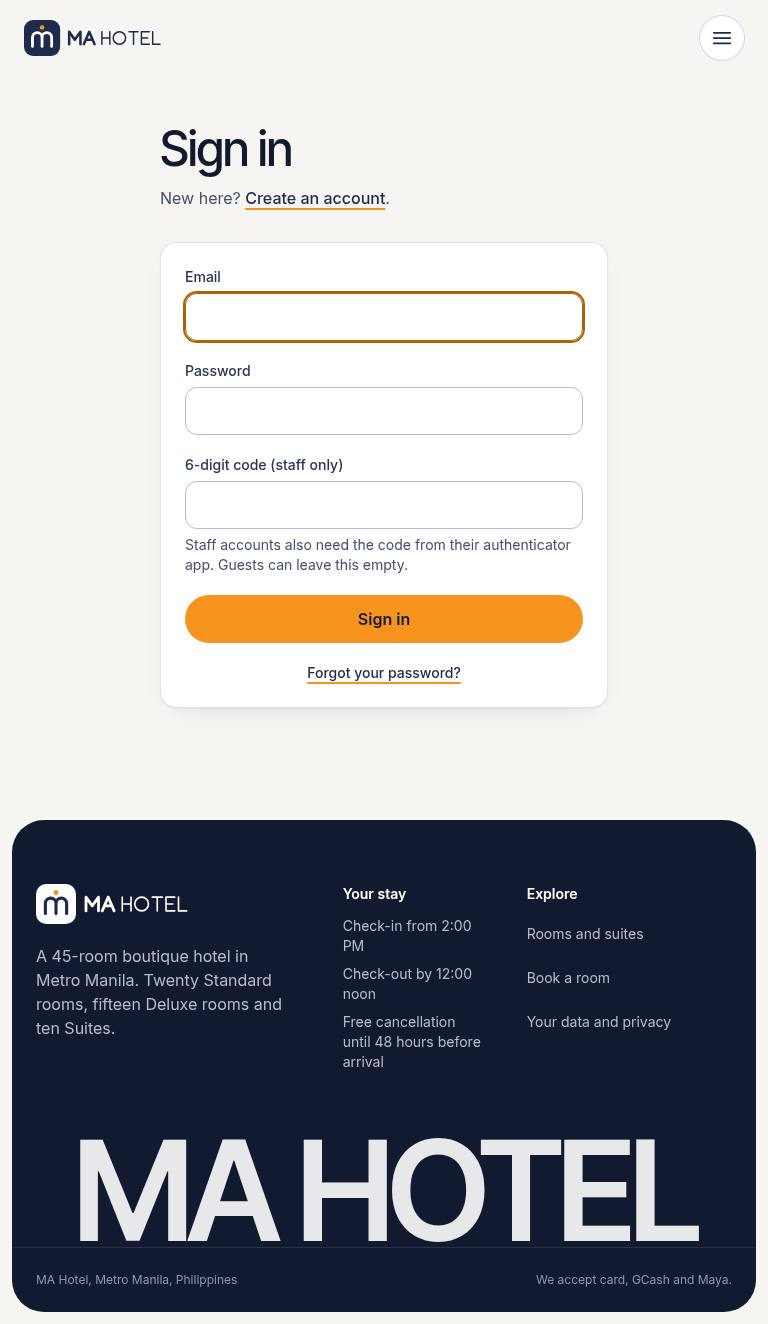 MA HOTEL
Sign in
New here? Create an account.
Email
Password
6-digit code (staff only)
Staff accounts also need the code from their authenticator
app. Guests can leave this empty.
Sign in
Forgot your password?
MA HOTEL
A 45-room boutique hotel in
Metro Manila. Twenty Standard
rooms, fifteen Deluxe rooms and
ten Suites.
Your stay
Check-in from 2:00
PM
Check-out by 12:00
noon
Free cancellation
until 48 hours before
arrival
Explore
Rooms and suites
Book a room
Your data and privacy
MA HOTEL
MA Hotel, Metro Manila, Philippines
We accept card, GCash and Maya.